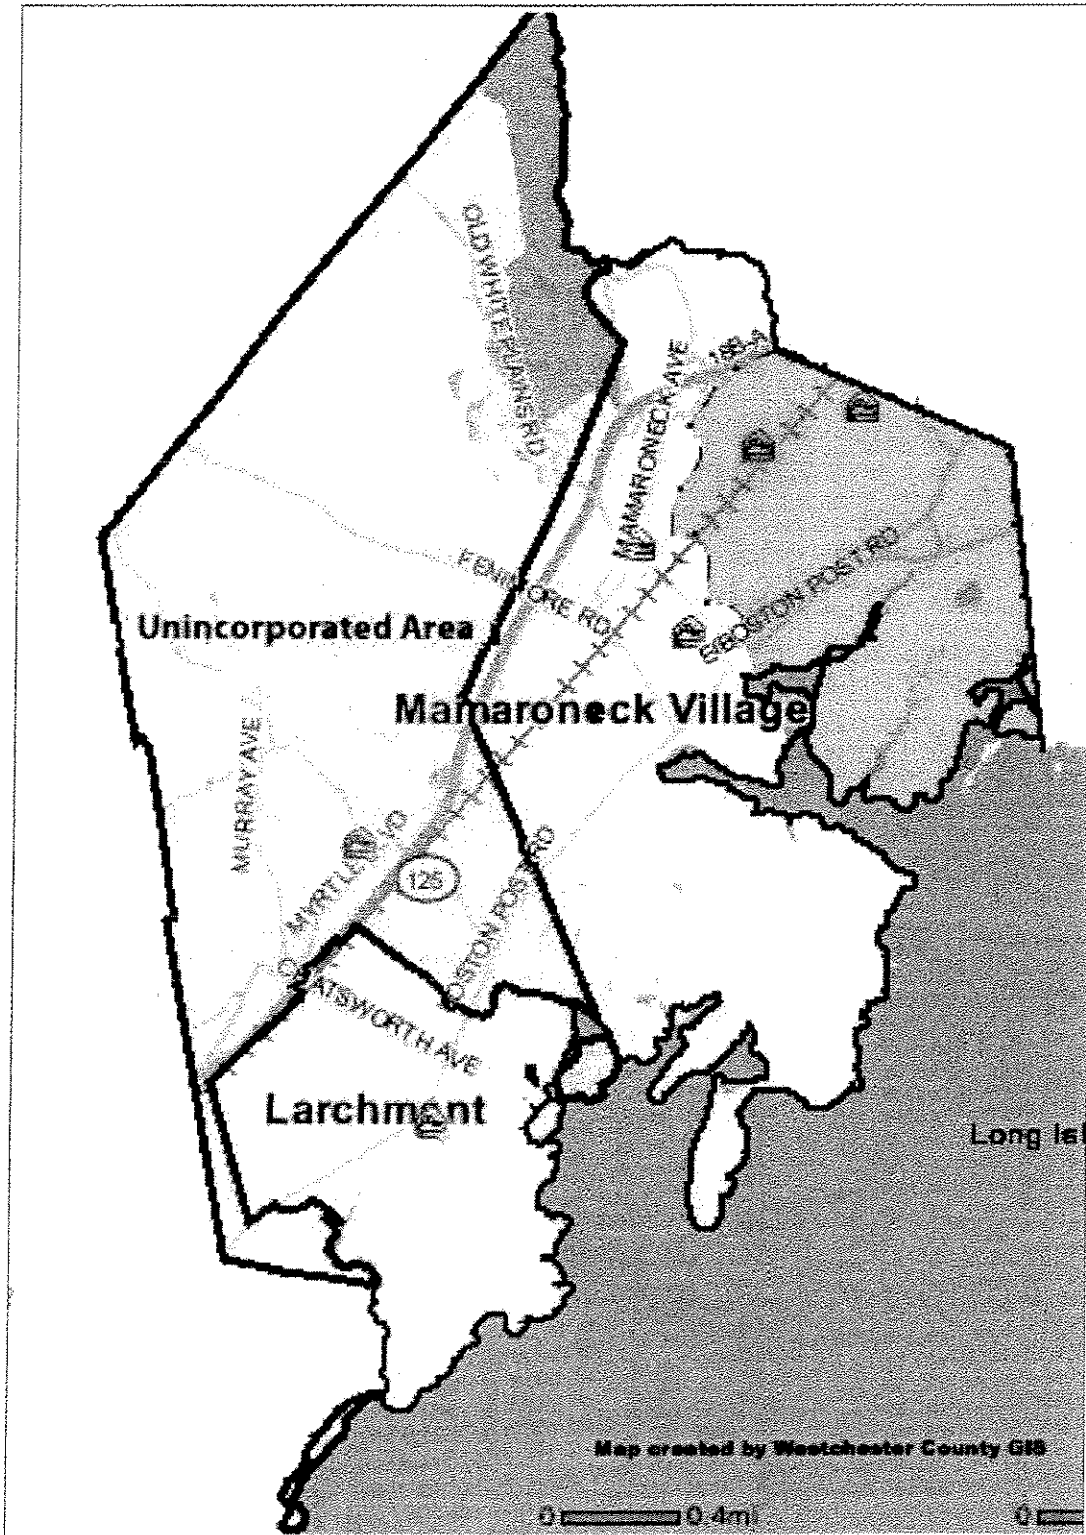 OLD WHITE PLAINS RD
188-A
MAMARONECK AVE
FENIMORE RD
E BOSTON POST RD
Unincorporated Area
Mamaroneck Village
MURRAY AVE
MYRTLE BLVD
125
BOSTON POST RD
CHATSWORTH AVE
Larchmont
Long Isl
Map created by Westchester County GIS
0 0.4mi 0